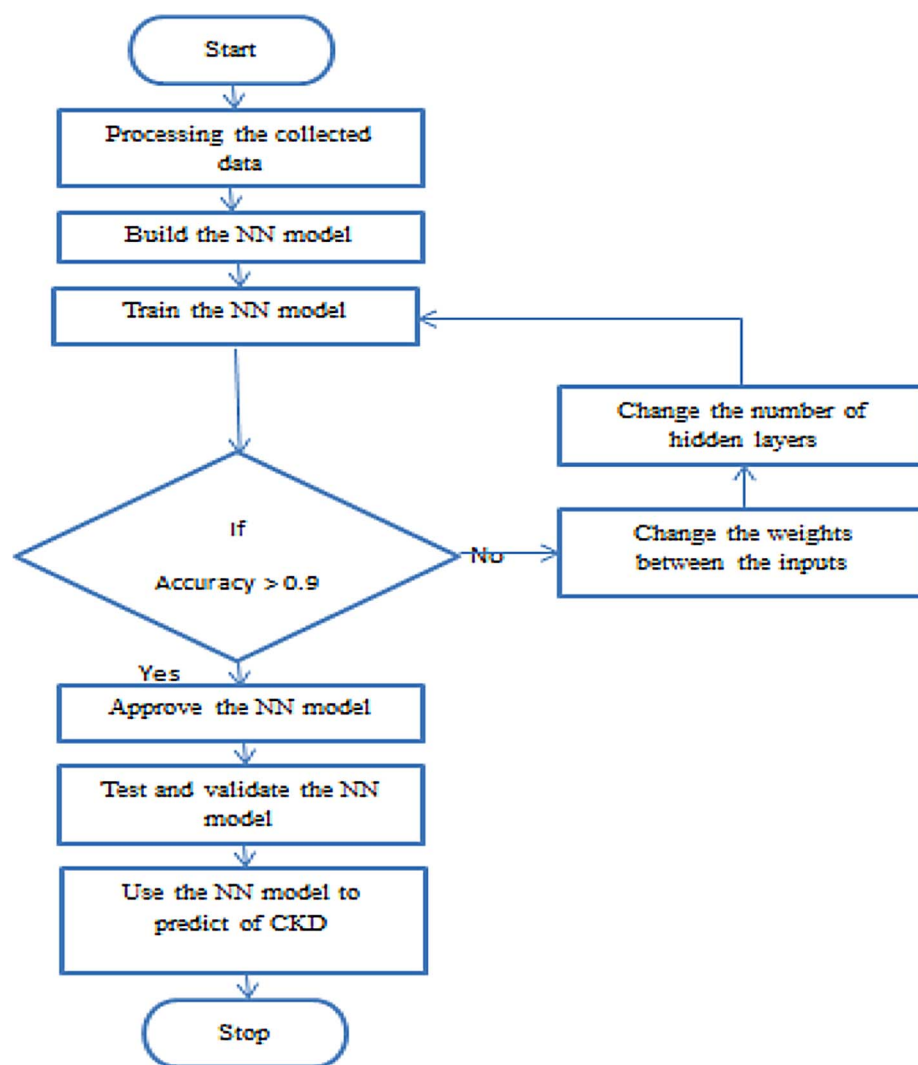 Start
Processing the collected
data
Build the NN model
Train the NN model
Change the number of
hidden layers
If
Accuracy >0.9
No
Change the weights
between the inputs
Yes
Approve the NN model
Test and validate the NN
model
Use the NN model to
predict of CKD
Stop